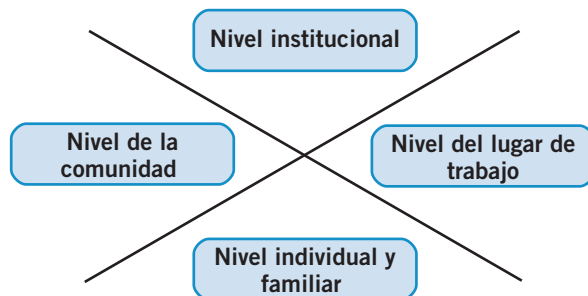 Nivel institucional
Nivel de la
comunidad
Nivel del lugar de
trabajo
Nivel individual y
familiar